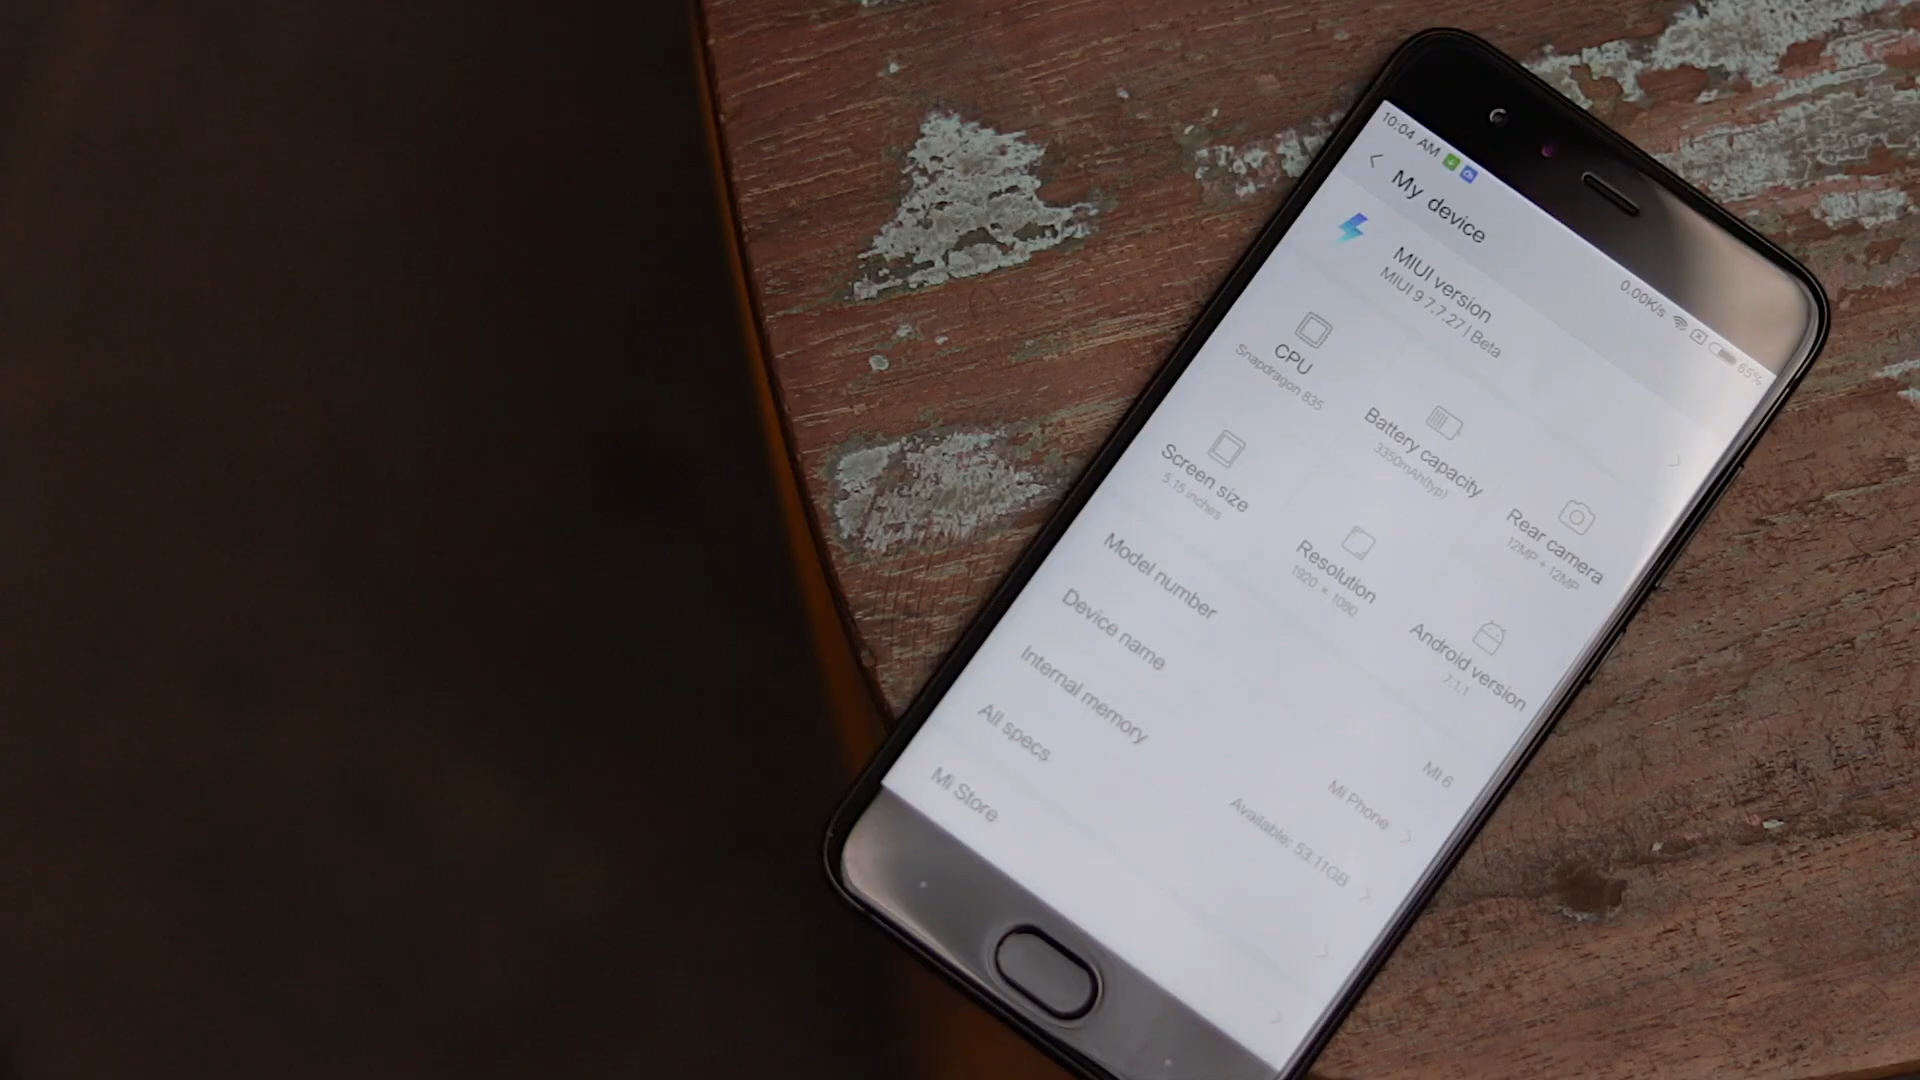 10:04 AM
0.00K/s
65%
My device
MIUI version
MIUI 9 7.7.27 | Beta
CPU
Snapdragon 835
Battery capacity
3350mAh(typ)
Rear camera
12MP + 12MP
Screen size
5.15 inches
Resolution
1920 × 1080
Android version
7.1.1
Model number
MI 6
Device name
Mi Phone
Internal memory
Available: 53.11GB
All specs
Mi Store